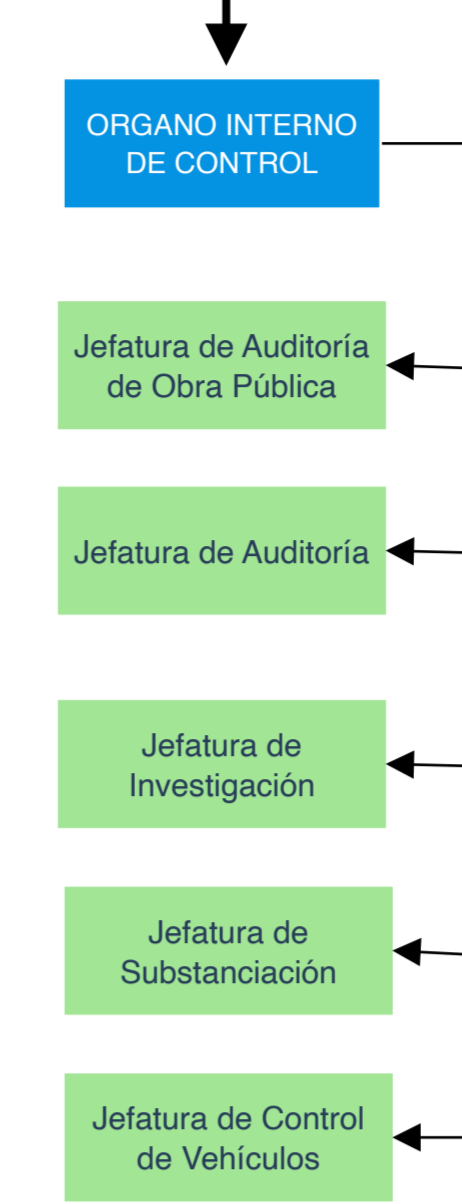 ORGANO INTERNO
DE CONTROL
Jefatura de Auditoría
de Obra Pública
Jefatura de Auditoría
Jefatura de
Investigación
Jefatura de
Substanciación
Jefatura de Control
de Vehículos